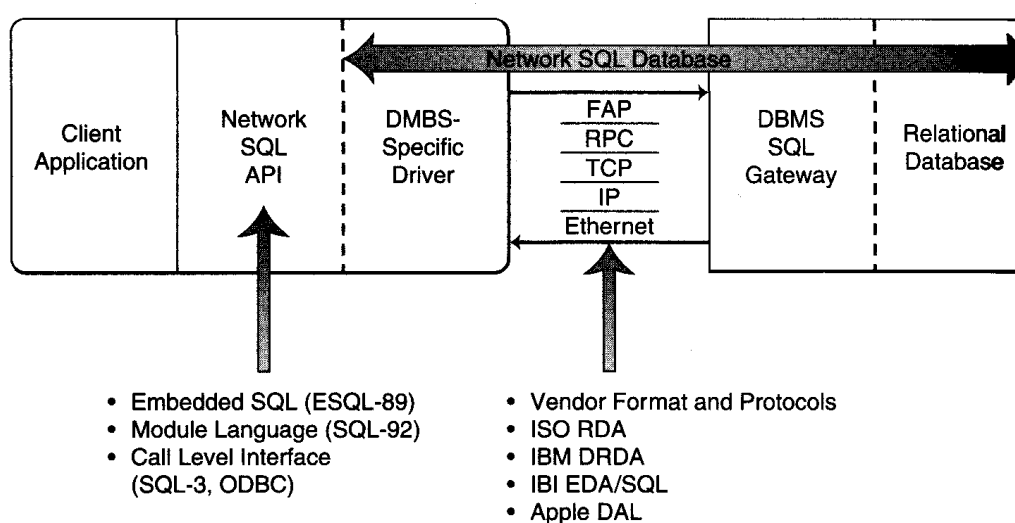 Network SQL Database
Client
Application
Network
SQL
API
DMBS-
Specific
Driver
FAP
RPC
TCP
IP
Ethernet
DBMS
SQL
Gateway
Relational
Database
• Embedded SQL (ESQL-89)
• Module Language (SQL-92)
• Call Level Interface
(SQL-3, ODBC)
• Vendor Format and Protocols
• ISO RDA
• IBM DRDA
• IBI EDA/SQL
• Apple DAL